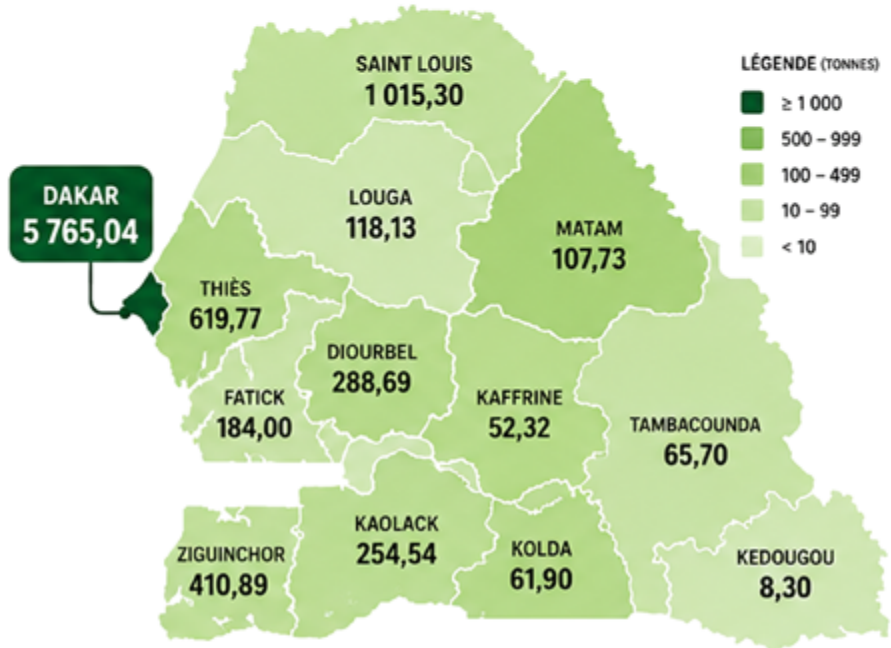 SAINT LOUIS
1 015,30
LÉGENDE (TONNES)
≥ 1 000
500 – 999
100 – 499
10 – 99
< 10
DAKAR
5 765,04
LOUGA
118,13
MATAM
107,73
THIÈS
619,77
DIOURBEL
288,69
FATICK
184,00
KAFFRINE
52,32
TAMBACOUNDA
65,70
ZIGUINCHOR
410,89
KAOLACK
254,54
KOLDA
61,90
KEDOUGOU
8,30